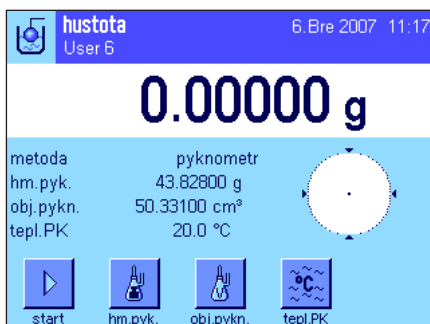 hustota 6.Bre 2007 11:17
User 6
0.00000 g
metoda pyknometr
hm.pyk. 43.82800 g
obj.pykn. 50.33100 cm³
tepl.PK 20.0 °C
°C
start hm.pyk. obj.pykn. tepl.PK